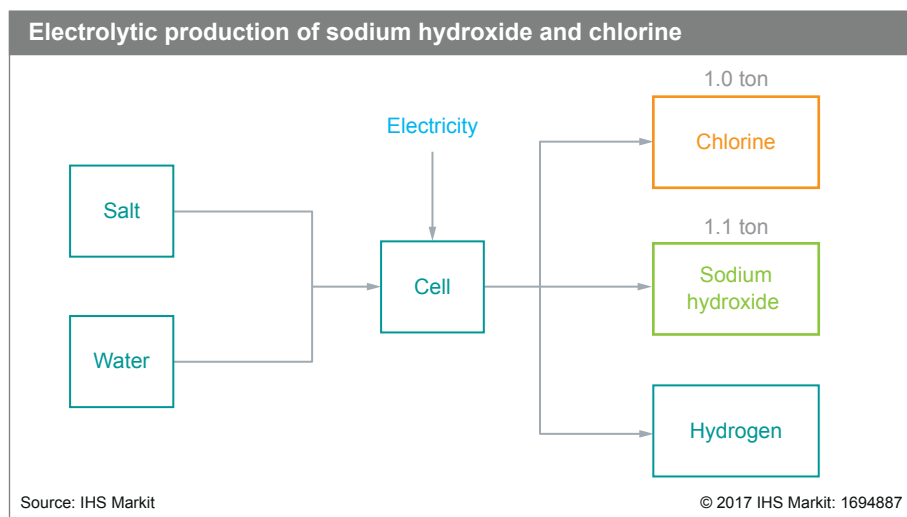 Electrolytic production of sodium hydroxide and chlorine
1.0 ton
Electricity
Chlorine
Salt
1.1 ton
Cell
Sodium
hydroxide
Water
Hydrogen
Source: IHS Markit
© 2017 IHS Markit: 1694887